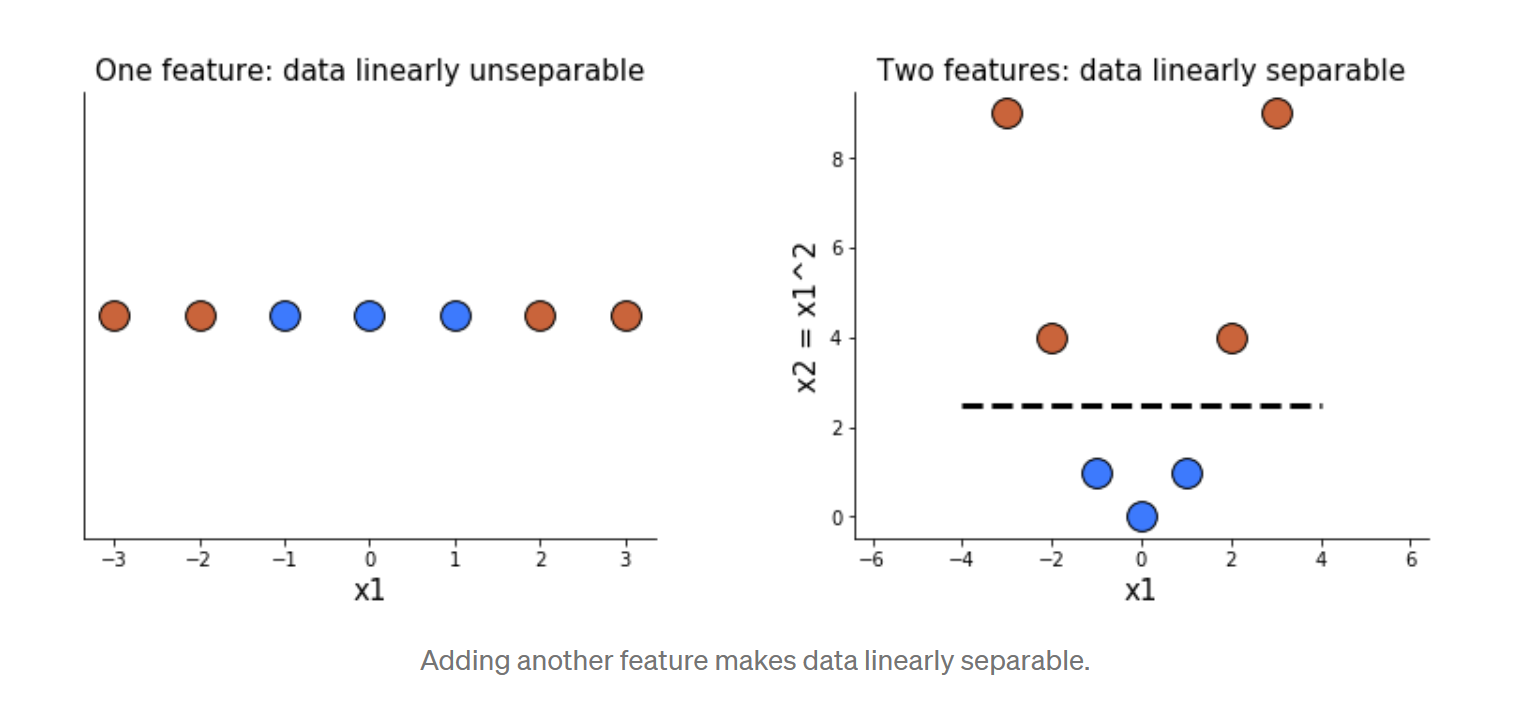 One feature: data linearly unseparable
−3 −2 −1 0 1 2 3
x1
Two features: data linearly separable
x2 = x1^2
8
6
4
2
0
−6 −4 −2 0 2 4 6
x1
Adding another feature makes data linearly separable.